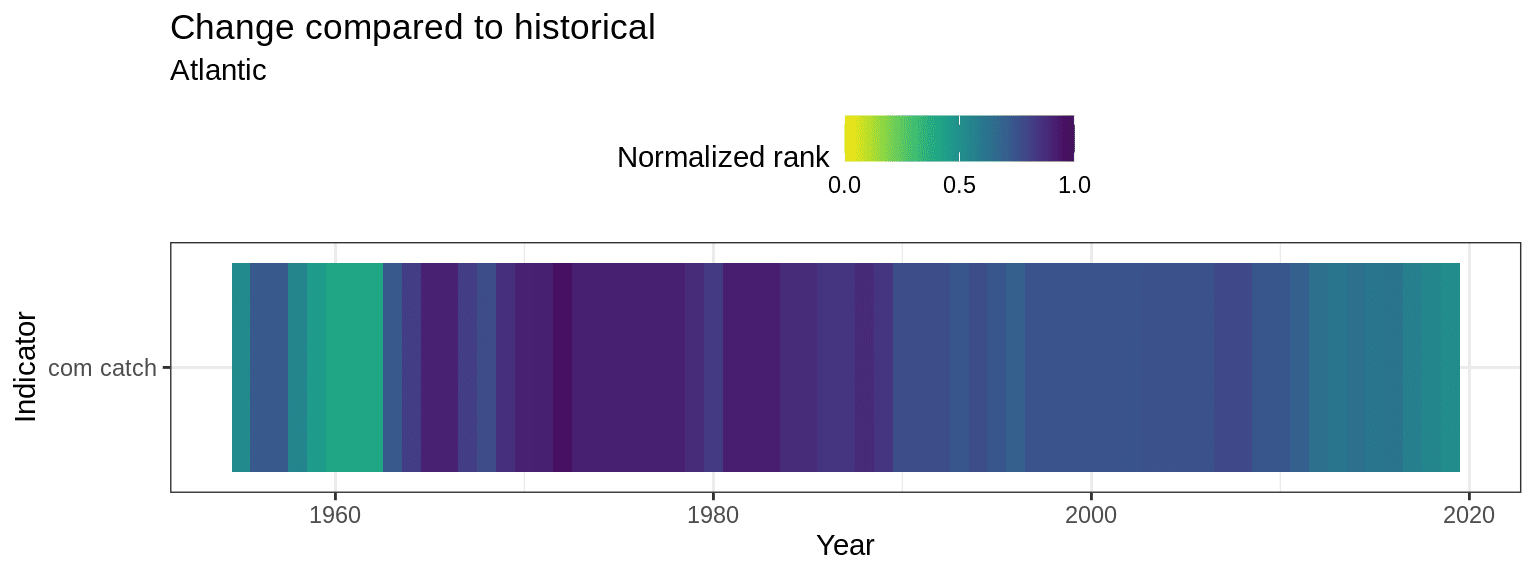 Change compared to historical
Atlantic
Normalized rank
0.0 0.5 1.0
Indicator
com catch
1960 1980 2000 2020
Year